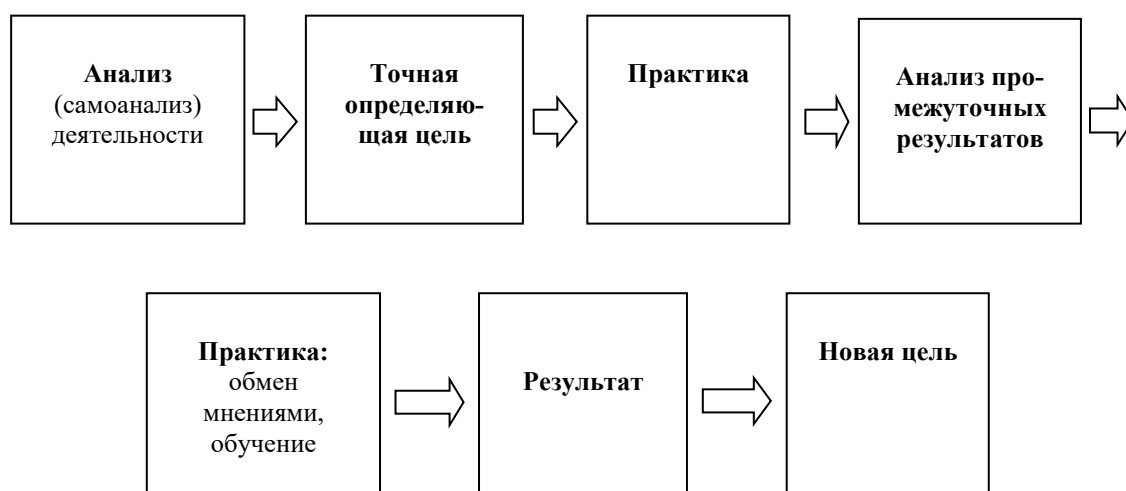 Анализ
(самоанализ)
деятельности
Точная
определяю-
щая цель
Практика
Анализ про-
межуточных
результатов
Практика:
обмен
мнениями,
обучение
Результат
Новая цель